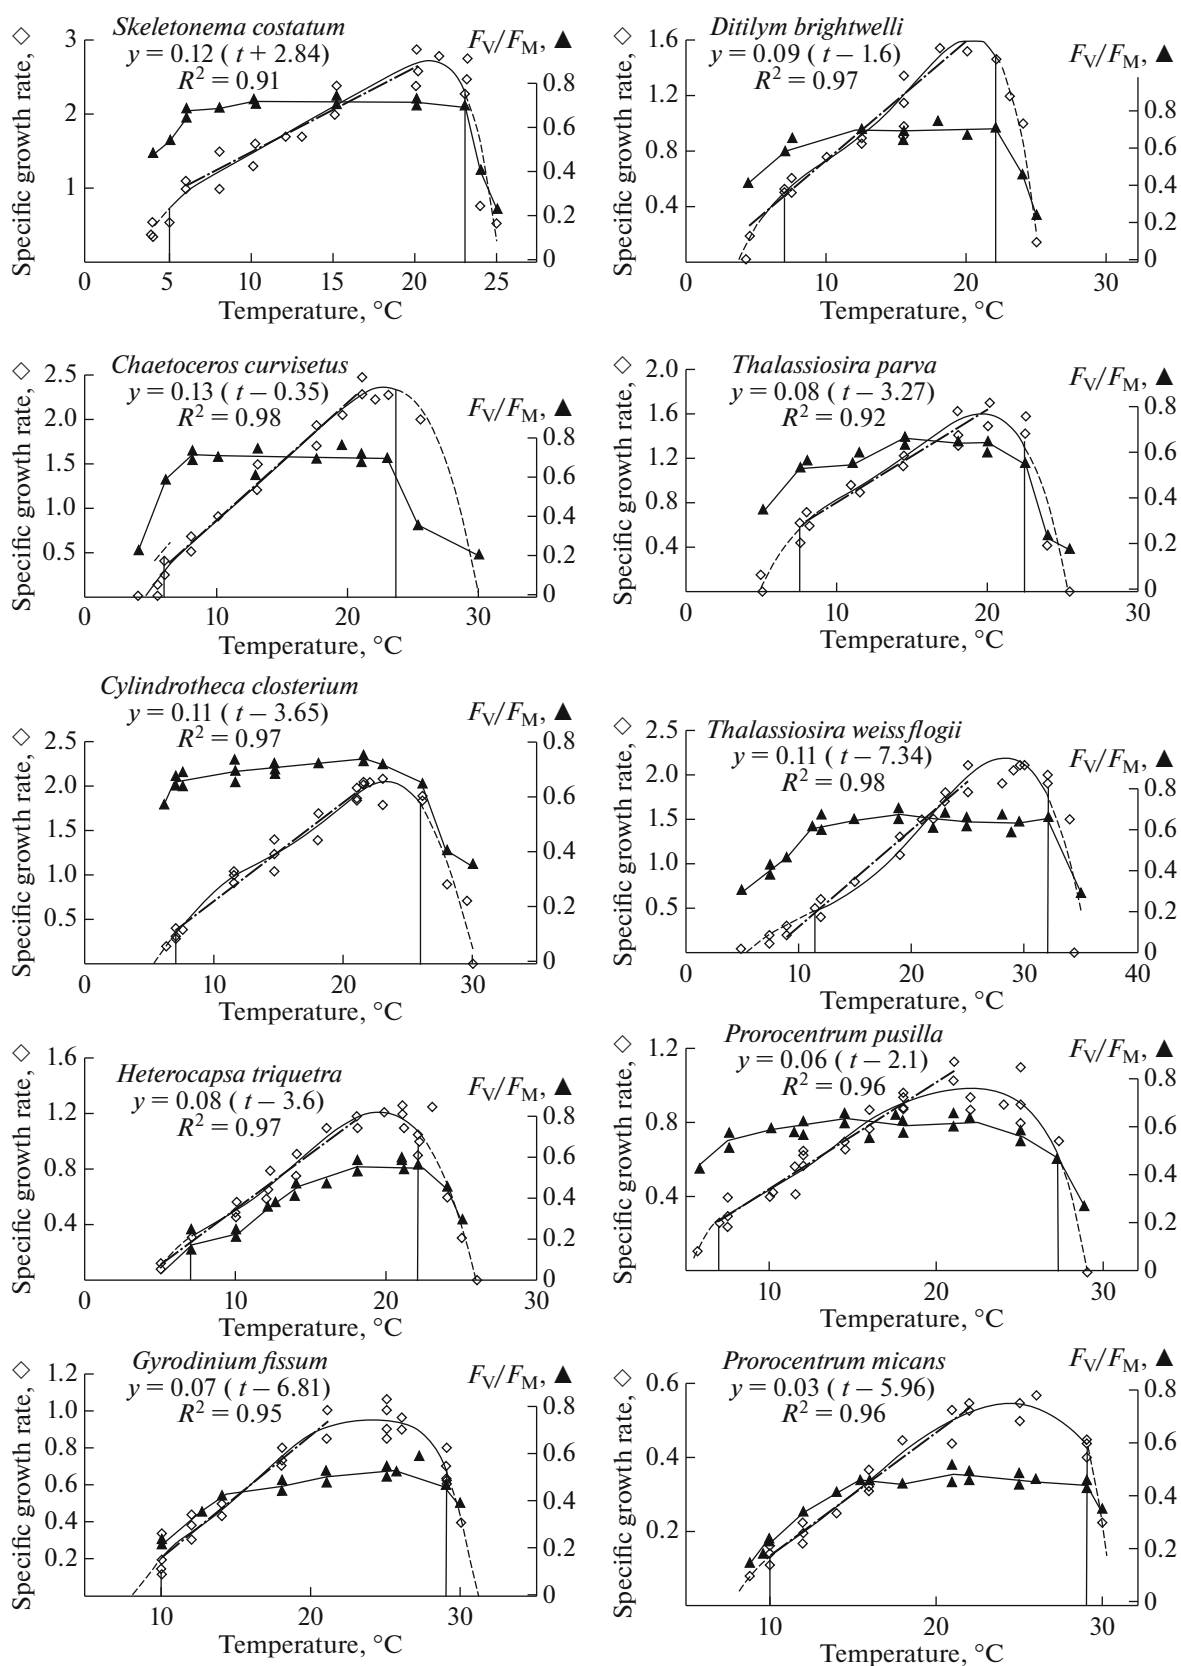 Skeletonema costatum
y = 0.12 ( t + 2.84)
R² = 0.91
F_V/F_M, ▲
Specific growth rate, ◇
3
2
1
0.8
0.6
0.4
0.2
0
0 5 10 15 20 25
Temperature, °C
Ditilym brightwelli
y = 0.09 ( t – 1.6)
R² = 0.97
F_V/F_M, ▲
Specific growth rate, ◇
1.6
1.2
0.8
0.4
0.8
0.6
0.4
0.2
0
0 10 20 30
Temperature, °C
Chaetoceros curvisetus
y = 0.13 ( t – 0.35)
R² = 0.98
F_V/F_M, ▲
Specific growth rate, ◇
2.5
2.0
1.5
1.0
0.5
0.8
0.6
0.4
0.2
0
0 10 20 30
Temperature, °C
Thalassiosira parva
y = 0.08 ( t – 3.27)
R² = 0.92
F_V/F_M, ▲
Specific growth rate, ◇
2.0
1.6
1.2
0.8
0.4
0.8
0.6
0.4
0.2
0
0 10 20 30
Temperature, °C
Cylindrotheca closterium
y = 0.11 ( t – 3.65)
R² = 0.97
F_V/F_M, ▲
Specific growth rate, ◇
2.5
2.0
1.5
1.0
0.5
0.8
0.6
0.4
0.2
0
0 10 20 30
Temperature, °C
Thalassiosira weissflogii
y = 0.11 ( t – 7.34)
R² = 0.98
F_V/F_M, ▲
Specific growth rate, ◇
2.5
2.0
1.5
1.0
0.5
0.8
0.6
0.4
0.2
0
0 10 20 30 40
Temperature, °C
Heterocapsa triquetra
y = 0.08 ( t – 3.6)
R² = 0.97
F_V/F_M, ▲
Specific growth rate, ◇
1.6
1.2
0.8
0.4
0.8
0.6
0.4
0.2
0
0 10 20 30
Temperature, °C
Prorocentrum pusilla
y = 0.06 ( t – 2.1)
R² = 0.96
F_V/F_M, ▲
Specific growth rate, ◇
1.2
0.8
0.4
0.8
0.6
0.4
0.2
0
10 20 30
Temperature, °C
Gyrodinium fissum
y = 0.07 ( t – 6.81)
R² = 0.95
F_V/F_M, ▲
Specific growth rate, ◇
1.2
1.0
0.8
0.6
0.4
0.2
0.8
0.6
0.4
0.2
0
10 20 30
Temperature, °C
Prorocentrum micans
y = 0.03 ( t – 5.96)
R² = 0.96
F_V/F_M, ▲
Specific growth rate, ◇
0.6
0.4
0.2
0.8
0.6
0.4
0.2
0
10 20 30
Temperature, °C